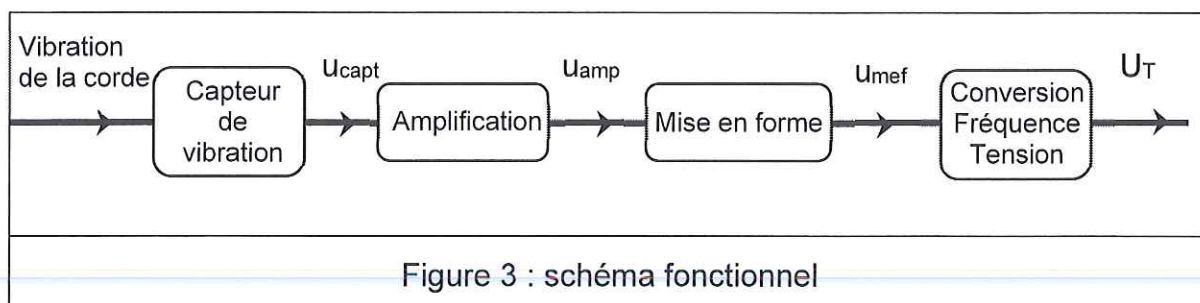 Vibration
de la corde
Capteur
de
vibration
ucapt
Amplification
uamp
Mise en forme
umef
Conversion
Fréquence
Tension
UT
Figure 3 : schéma fonctionnel